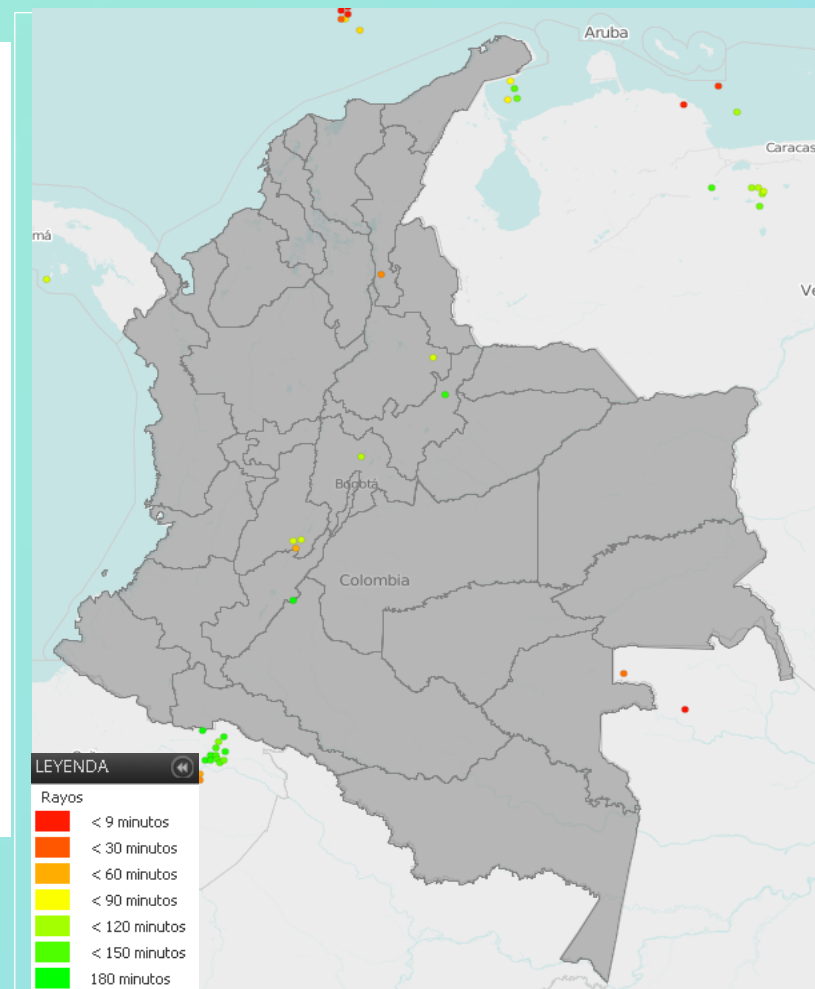 Aruba
Caracas
má
Ve
Bogotá
Colombia
LEYENDA
Rayos
< 9 minutos
< 30 minutos
< 60 minutos
< 90 minutos
< 120 minutos
< 150 minutos
180 minutos